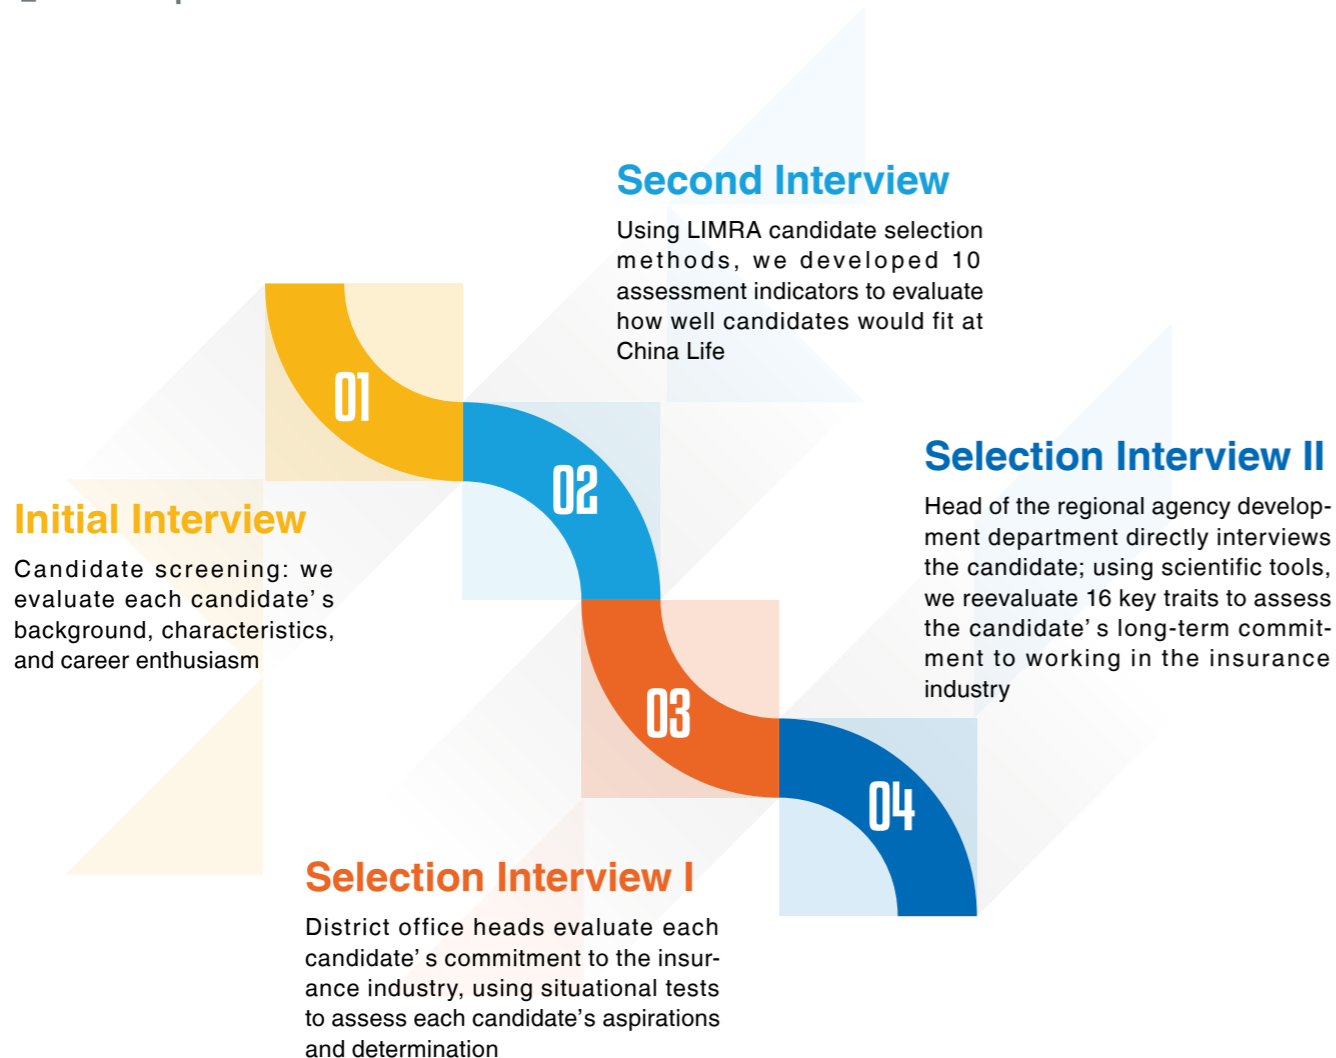 01
Initial Interview
Candidate screening: we
evaluate each candidate’ s
background, characteristics,
and career enthusiasm
02
Second Interview
Using LIMRA candidate selection
methods, we developed 10
assessment indicators to evaluate
how well candidates would fit at
China Life
03
Selection Interview I
District office heads evaluate each
candidate’ s commitment to the insur-
ance industry, using situational tests
to assess each candidate’s aspirations
and determination
04
Selection Interview II
Head of the regional agency develop-
ment department directly interviews
the candidate; using scientific tools,
we reevaluate 16 key traits to assess
the candidate’ s long-term commit-
ment to working in the insurance
industry